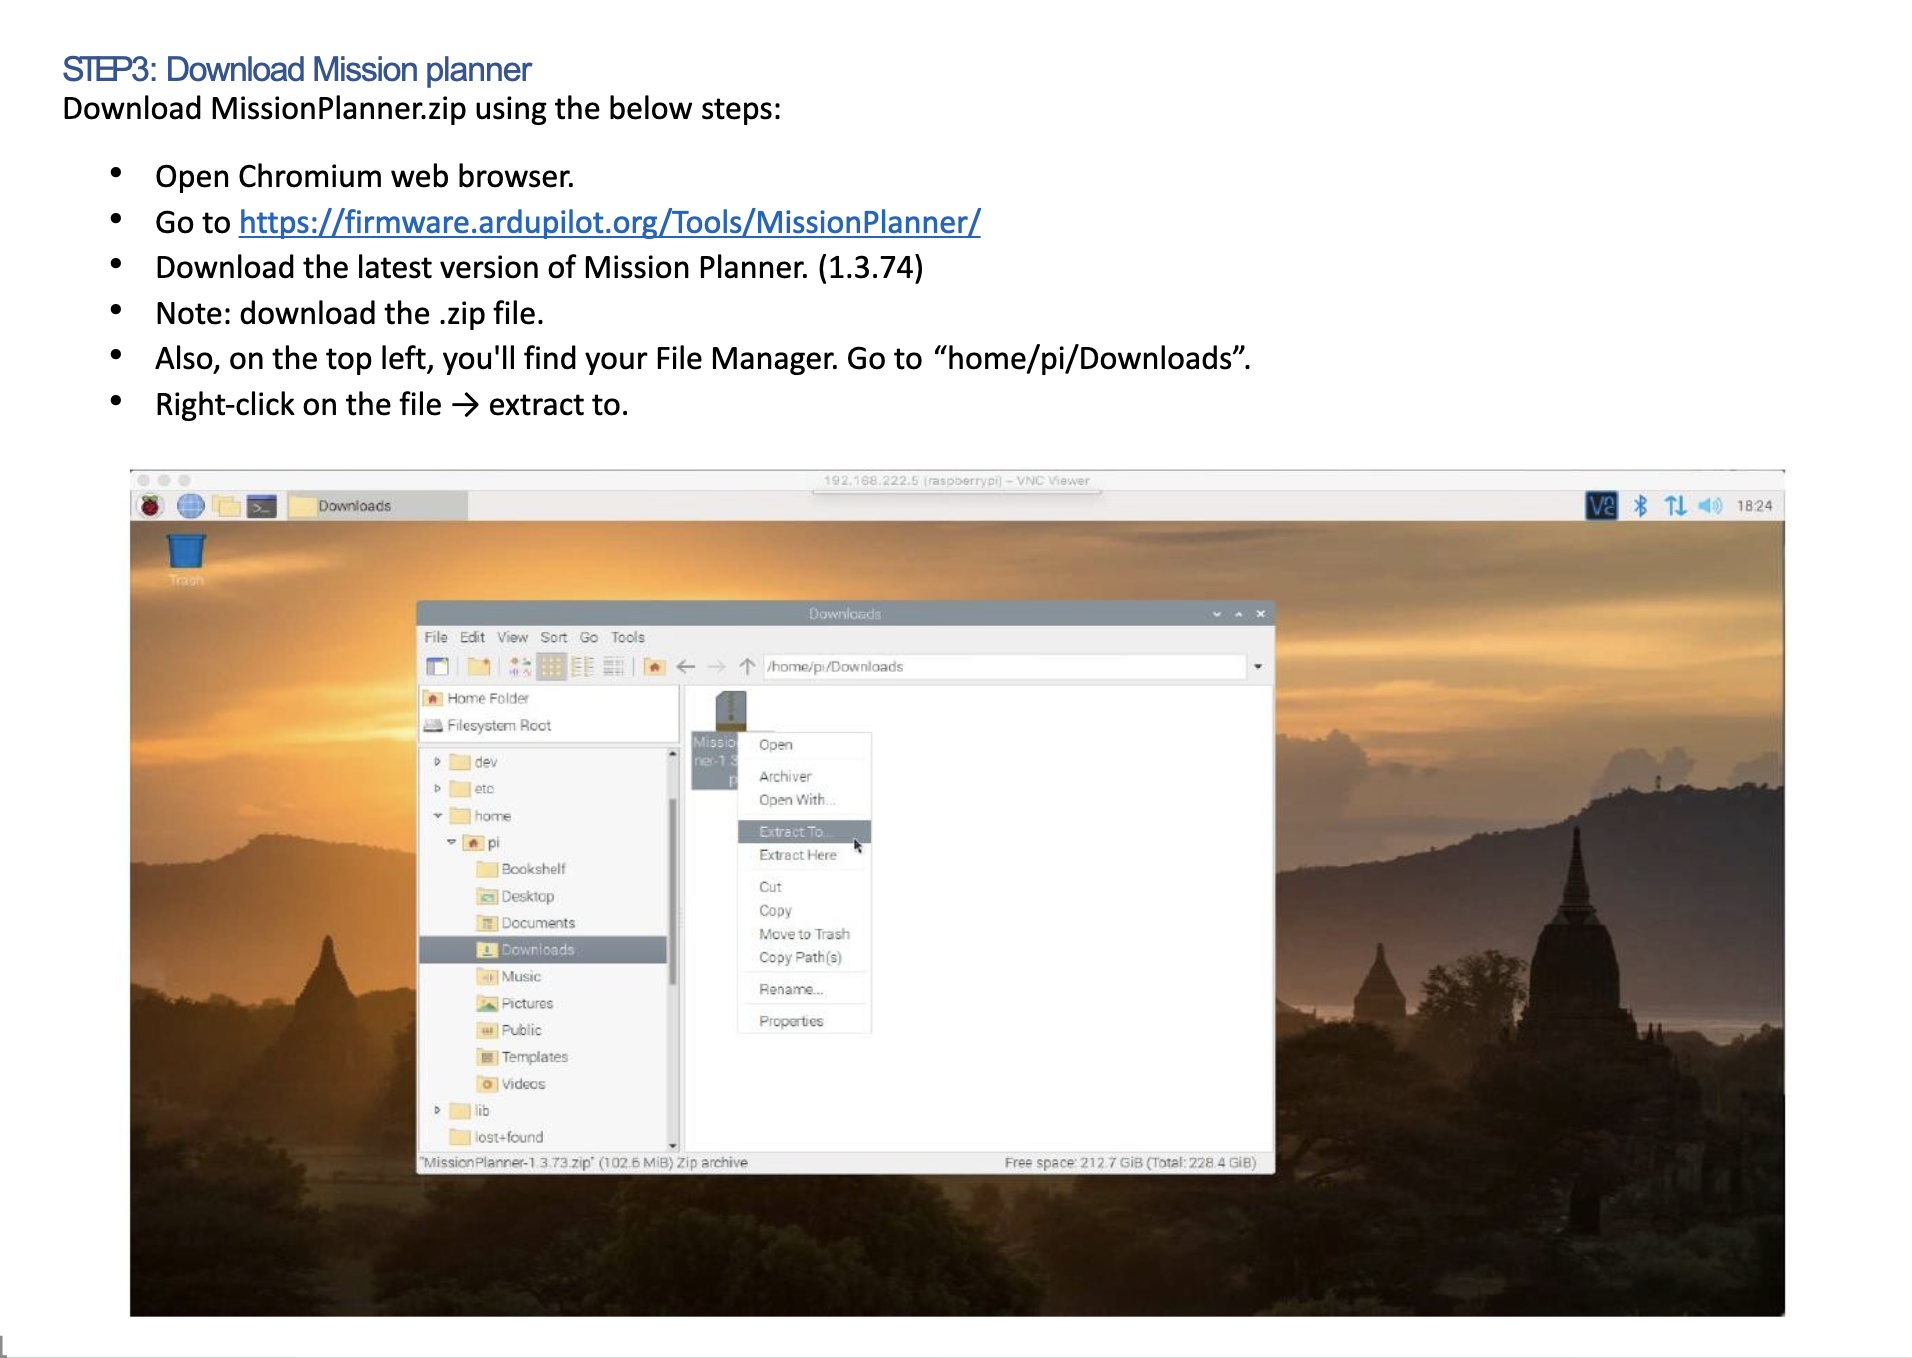 STEP3: Download Mission planner
Download MissionPlanner.zip using the below steps:
• Open Chromium web browser.
• Go to https://firmware.ardupilot.org/Tools/MissionPlanner/
• Download the latest version of Mission Planner. (1.3.74)
• Note: download the .zip file.
• Also, on the top left, you'll find your File Manager. Go to “home/pi/Downloads”.
• Right-click on the file → extract to.
192.168.222.5 (raspberrypi) – VNC Viewer
Downloads
18:24
Trash
Downloads
File Edit View Sort Go Tools
/home/pi/Downloads
Home Folder
Filesystem Root
dev
etc
home
pi
Bookshelf
Desktop
Documents
Downloads
Music
Pictures
Public
Templates
Videos
lib
lost+found
Missio
ner-1 3
p
Open
Archiver
Open With...
Extract To...
Extract Here
Cut
Copy
Move to Trash
Copy Path(s)
Rename...
Properties
"MissionPlanner-1.3.73.zip" (102.6 MiB) Zip archive
Free space: 212.7 GiB (Total: 228.4 GiB)